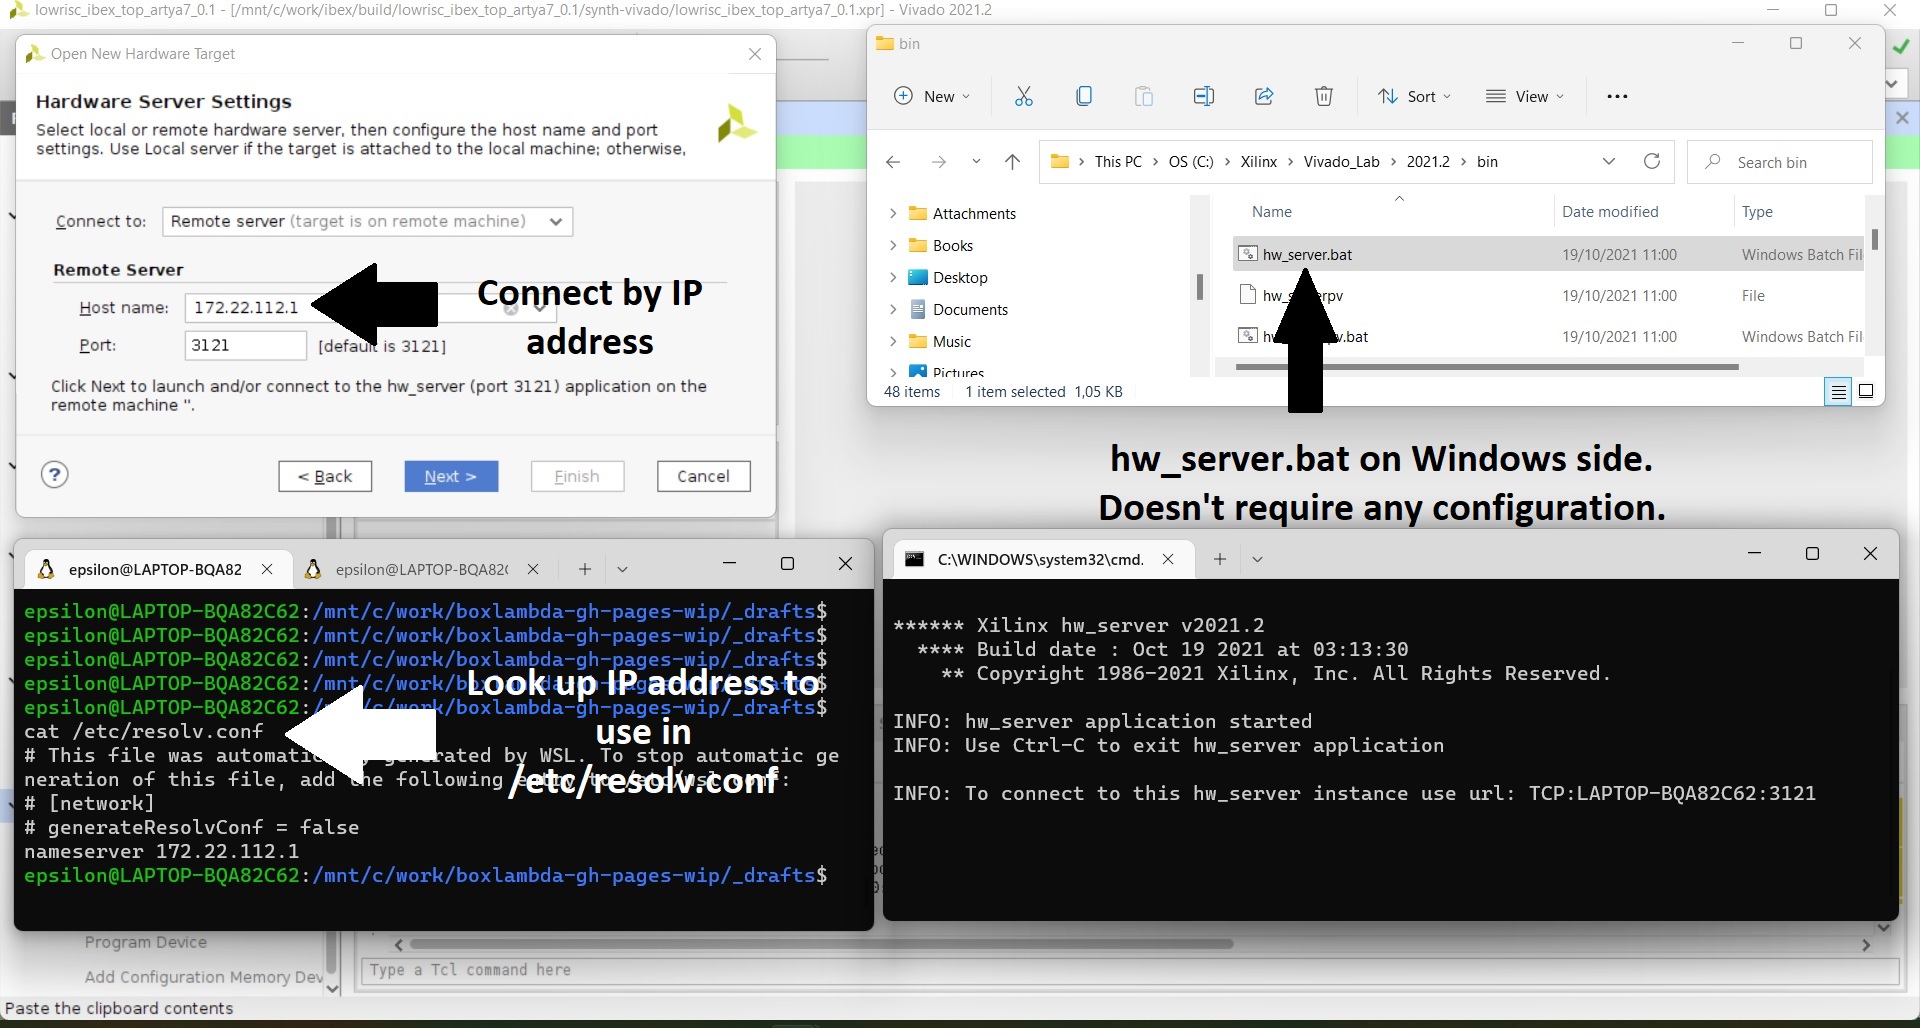 lowrisc_ibex_top_artya7_0.1 - [/mnt/c/work/ibex/build/lowrisc_ibex_top_artya7_0.1/synth-vivado/lowrisc_ibex_top_artya7_0.1.xpr] - Vivado 2021.2
Open New Hardware Target
Hardware Server Settings
Select local or remote hardware server, then configure the host name and port
settings. Use Local server if the target is attached to the local machine; otherwise,
Connect to: Remote server (target is on remote machine)
Remote Server
Host name: 172.22.112.1
Port: 3121 [default is 3121]
Click Next to launch and/or connect to the hw_server (port 3121) application on the
remote machine ''.
? < Back Next > Finish Cancel
Connect by IP
address
bin
New Sort View
This PC OS (C:) Xilinx Vivado_Lab 2021.2 bin
Search bin
Attachments
Books
Desktop
Documents
Music
Pictures
Name Date modified Type
hw_server.bat 19/10/2021 11:00 Windows Batch Fil
19/10/2021 11:00 File
19/10/2021 11:00 Windows Batch Fil
48 items 1 item selected 1,05 KB
hw_server.bat on Windows side.
Doesn't require any configuration.
epsilon@LAPTOP-BQA82 epsilon@LAPTOP-BQA82
epsilon@LAPTOP-BQA82C62:/mnt/c/work/boxlambda-gh-pages-wip/_drafts$
epsilon@LAPTOP-BQA82C62:/mnt/c/work/boxlambda-gh-pages-wip/_drafts$
epsilon@LAPTOP-BQA82C62:/mnt/c/work/boxlambda-gh-pages-wip/_drafts$
epsilon@LAPTOP-BQA82C62:/mnt/c/work/boxlambda-gh-pages-wip/_drafts$
epsilon@LAPTOP-BQA82C62:/mnt/c/work/boxlambda-gh-pages-wip/_drafts$
cat /etc/resolv.conf
# This file was automatically generated by WSL. To stop automatic ge
neration of this file, add the following entry to /etc/wsl.conf:
# [network]
# generateResolvConf = false
nameserver 172.22.112.1
epsilon@LAPTOP-BQA82C62:/mnt/c/work/boxlambda-gh-pages-wip/_drafts$
Look up IP address to
use in
/etc/resolv.conf
C:\WINDOWS\system32\cmd.
****** Xilinx hw_server v2021.2
**** Build date : Oct 19 2021 at 03:13:30
** Copyright 1986-2021 Xilinx, Inc. All Rights Reserved.
INFO: hw_server application started
INFO: Use Ctrl-C to exit hw_server application
INFO: To connect to this hw_server instance use url: TCP:LAPTOP-BQA82C62:3121
Program Device
Add Configuration Memory Dev
Type a Tcl command here
Paste the clipboard contents